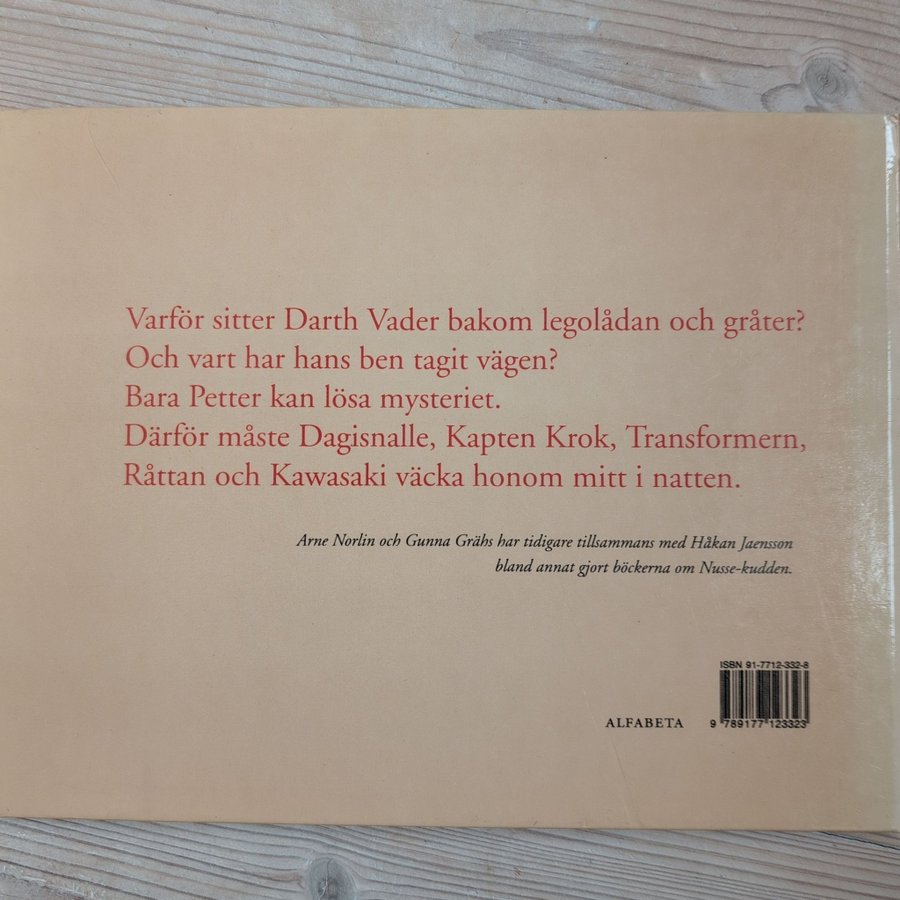 Varför sitter Darth Vader bakom legolådan och gråter?
Och vart har hans ben tagit vägen?
Bara Petter kan lösa mysteriet.
Därför måste Dagisnalle, Kapten Krok, Transformern,
Råttan och Kawasaki väcka honom mitt i natten.
Arne Norlin och Gunna Grähs har tidigare tillsammans med Håkan Jaensson
bland annat gjort böckerna om Nusse-kudden.
ISBN 91-7712-332-8
ALFABETA
9 789177 123323